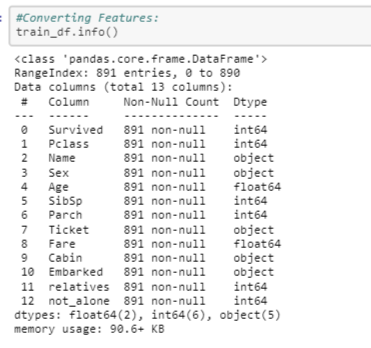 #Converting Features:
train_df.info()
<class 'pandas.core.frame.DataFrame'>
RangeIndex: 891 entries, 0 to 890
Data columns (total 13 columns):
 #   Column     Non-Null Count  Dtype
---  ------     --------------  -----
 0   Survived   891 non-null    int64
 1   Pclass     891 non-null    int64
 2   Name       891 non-null    object
 3   Sex        891 non-null    object
 4   Age        891 non-null    float64
 5   SibSp      891 non-null    int64
 6   Parch      891 non-null    int64
 7   Ticket     891 non-null    object
 8   Fare       891 non-null    float64
 9   Cabin      891 non-null    object
 10  Embarked   891 non-null    object
 11  relatives  891 non-null    int64
 12  not_alone  891 non-null    int64
dtypes: float64(2), int64(6), object(5)
memory usage: 90.6+ KB